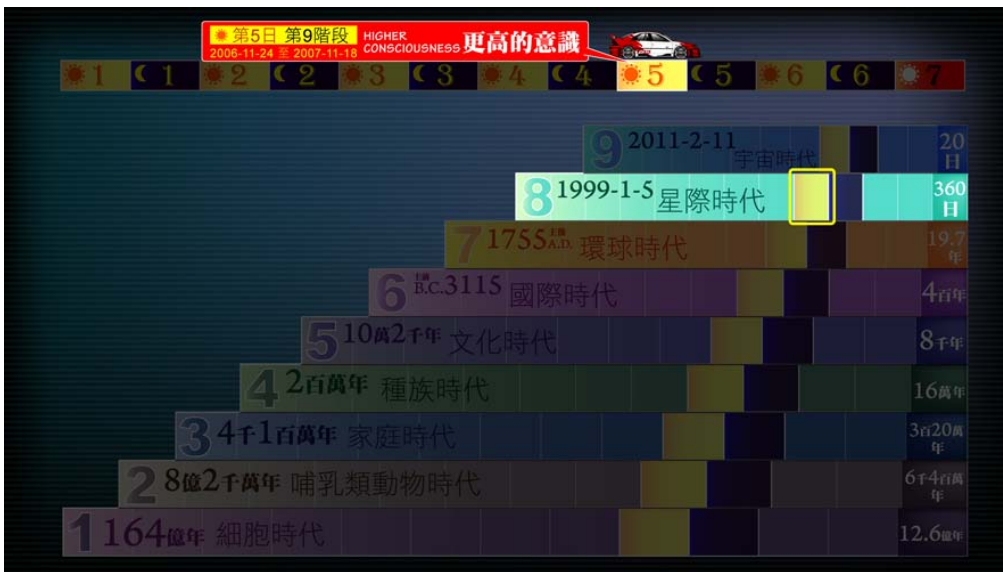 第5日 第9階段
2006-11-24 至 2007-11-18
HIGHER
CONSCIOUSNESS
更高的意識
1 1 2 2 3 3 4 4 5 5 6 6 7
9 2011-2-11 宇宙時代 20日
8 1999-1-5 星際時代 360日
7 1755 主後 A.D. 環球時代 19.7年
6 主前 B.C.3115 國際時代 4百年
5 10萬2千年 文化時代 8千年
4 2百萬年 種族時代 16萬年
3 4千1百萬年 家庭時代 3百20萬年
2 8億2千萬年 哺乳類動物時代 6千4百萬年
1 164億年 細胞時代 12.6億年